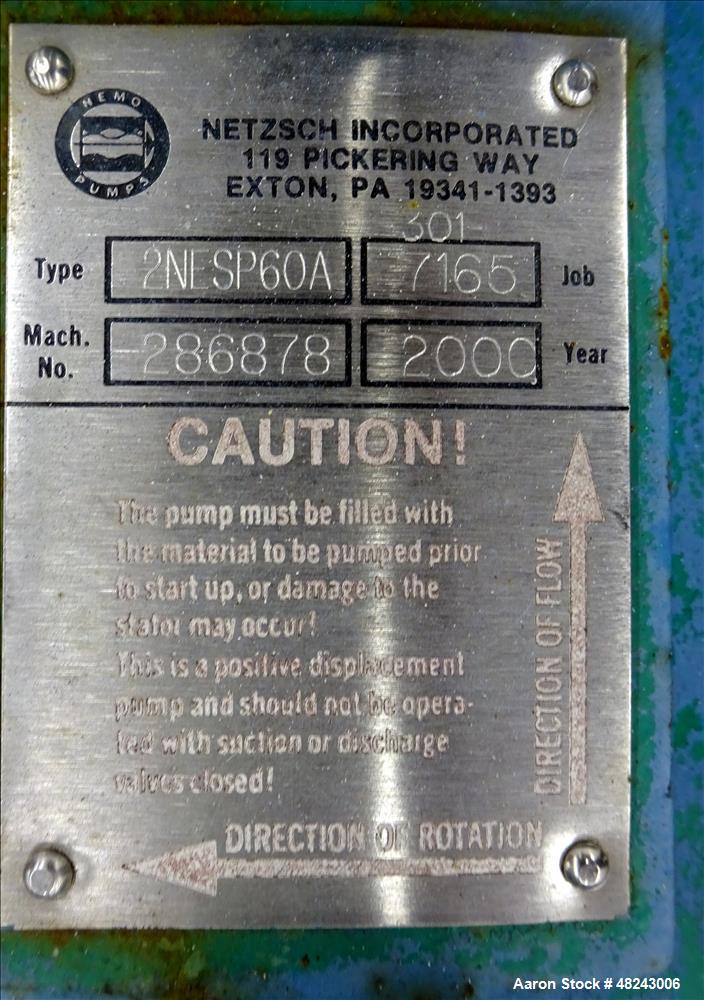 NEMO
PUMPS
NETZSCH INCORPORATED
119 PICKERING WAY
EXTON, PA 19341-1393
301-
Type 2NESP60A 7165 Job
Mach. No. -286878 2000 Year
CAUTION!
The pump must be filled with
the material to be pumped prior
to start up, or damage to the
stator may occur!
This is a positive displacement
pump and should not be opera-
ted with suction or discharge
valves closed!
DIRECTION OF FLOW
DIRECTION OF ROTATION
Aaron Stock # 48243006